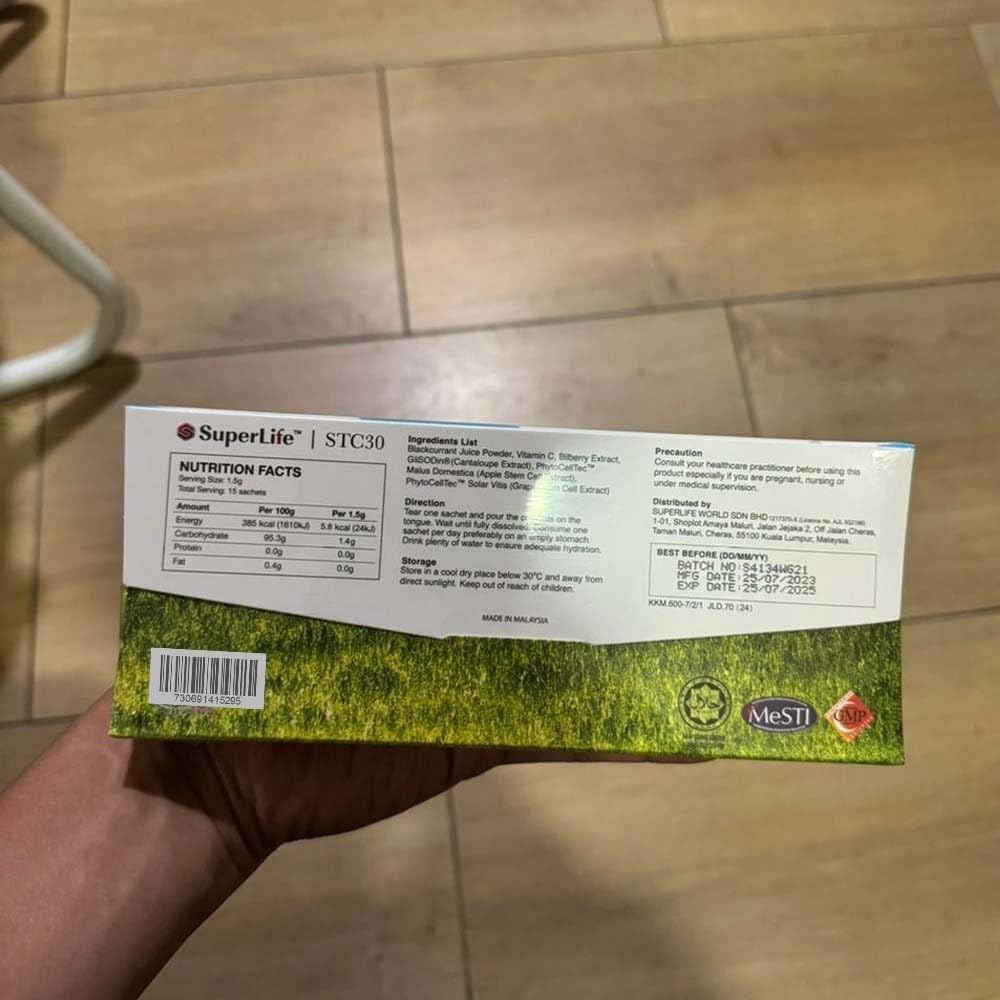 SuperLife™ | STC30
NUTRITION FACTS
Serving Size: 1.5g
Total Serving: 15 sachets
Amount Per 100g Per 1.5g
Energy 385 kcal (1610kJ) 5.8 kcal (24kJ)
Carbohydrate 95.3g 1.4g
Protein 0.0g 0.0g
Fat 0.4g 0.0g
Ingredients List
Blackcurrant Juice Powder, Vitamin C, Bilberry Extract,
GliSODin® (Cantaloupe Extract), PhytoCellTec™
Malus Domestica (Apple Stem Cell Extract),
PhytoCellTec™ Solar Vitis (Grape Stem Cell Extract)
Direction
Tear one sachet and pour the on the
tongue. Wait until fully dissolved. Consume one
sachet per day preferably on an empty stomach.
Drink plenty of water to ensure adequate hydration.
Storage
Store in a cool dry place below 30°C and away from
direct sunlight. Keep out of reach of children.
Precaution
Consult your healthcare practitioner before using this
product especially if you are pregnant, nursing or
under medical supervision.
Distributed by
SUPERLIFE WORLD SDN BHD 1217370-X (Licence No. AJL 932196)
1-01, Shoplot Amaya Maluri, Jalan Jejaka 2, Off Jalan Cheras,
Taman Maluri, Cheras, 55100 Kuala Lumpur, Malaysia.
BEST BEFORE (DD/MM/YY)
BATCH NO:S4134WG21
MFG DATE:25/07/2023
EXP DATE:25/07/2025
KKM.600-7/2/1 JLD.70 (24)
MADE IN MALAYSIA
730691415295
MeSTI
GMP